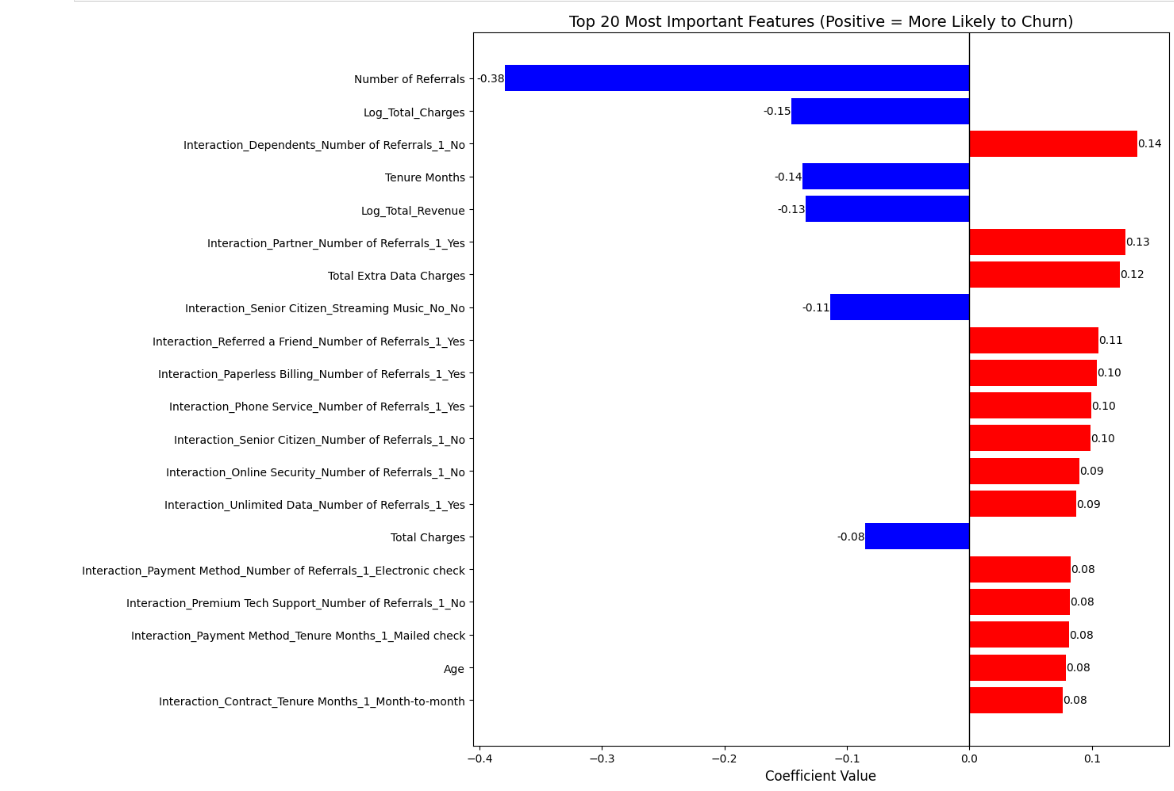 Top 20 Most Important Features (Positive = More Likely to Churn)
Number of Referrals -0.38
Log_Total_Charges -0.15
Interaction_Dependents_Number of Referrals_1_No 0.14
Tenure Months -0.14
Log_Total_Revenue -0.13
Interaction_Partner_Number of Referrals_1_Yes 0.13
Total Extra Data Charges 0.12
Interaction_Senior Citizen_Streaming Music_No_No -0.11
Interaction_Referred a Friend_Number of Referrals_1_Yes 0.11
Interaction_Paperless Billing_Number of Referrals_1_Yes 0.10
Interaction_Phone Service_Number of Referrals_1_Yes 0.10
Interaction_Senior Citizen_Number of Referrals_1_No 0.10
Interaction_Online Security_Number of Referrals_1_No 0.09
Interaction_Unlimited Data_Number of Referrals_1_Yes 0.09
Total Charges -0.08
Interaction_Payment Method_Number of Referrals_1_Electronic check 0.08
Interaction_Premium Tech Support_Number of Referrals_1_No 0.08
Interaction_Payment Method_Tenure Months_1_Mailed check 0.08
Age 0.08
Interaction_Contract_Tenure Months_1_Month-to-month 0.08
−0.4 −0.3 −0.2 −0.1 0.0 0.1
Coefficient Value